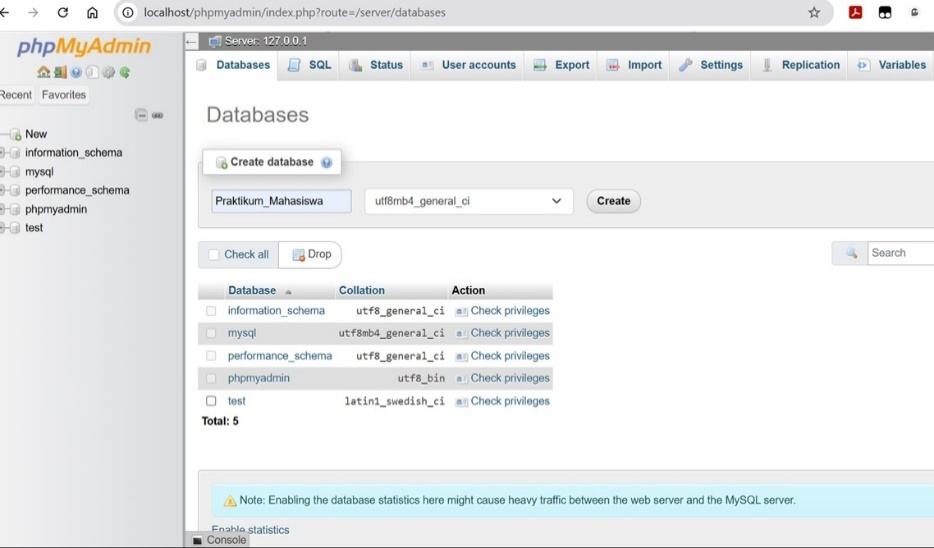 localhost/phpmyadmin/index.php?route=/server/databases
phpMyAdmin
Recent Favorites
New
information_schema
mysql
performance_schema
phpmyadmin
test
Server: 127.0.0.1
Databases SQL Status User accounts Export Import Settings Replication Variables
Databases
Create database
Praktikum_Mahasiswa utf8mb4_general_ci Create
Check all Drop Search
Database Collation Action
information_schema utf8_general_ci Check privileges
mysql utf8mb4_general_ci Check privileges
performance_schema utf8_general_ci Check privileges
phpmyadmin utf8_bin Check privileges
test latin1_swedish_ci Check privileges
Total: 5
Note: Enabling the database statistics here might cause heavy traffic between the web server and the MySQL server.
Enable statistics
Console